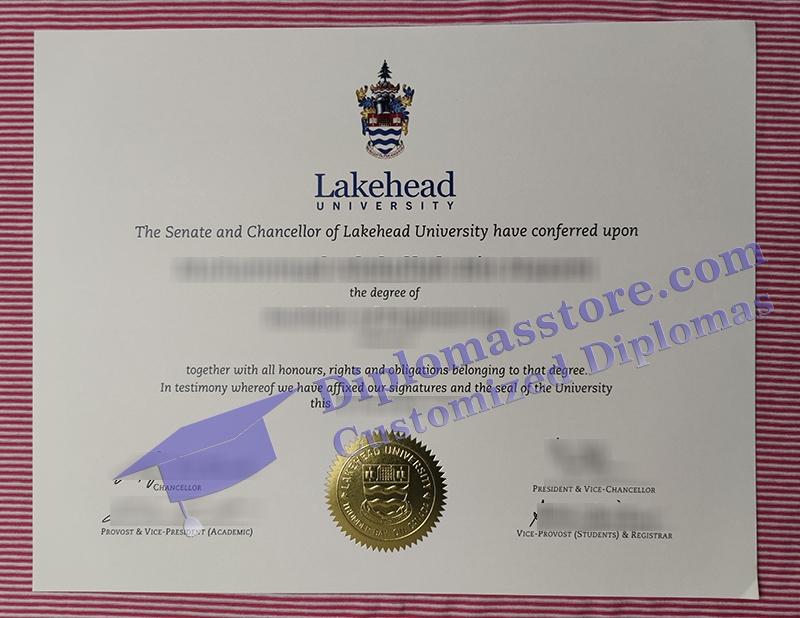 Lakehead
UNIVERSITY
The Senate and Chancellor of Lakehead University have conferred upon
the degree of
together with all honours, rights and obligations belonging to that degree.
In testimony whereof we have affixed our signatures and the seal of the University
this
Diplomasstore.com
Customized Diplomas
LAKEHEAD UNIVERSITY
CHANCELLOR
PRESIDENT & VICE-CHANCELLOR
PROVOST & VICE-PRESIDENT (ACADEMIC)
VICE-PROVOST (STUDENTS) & REGISTRAR